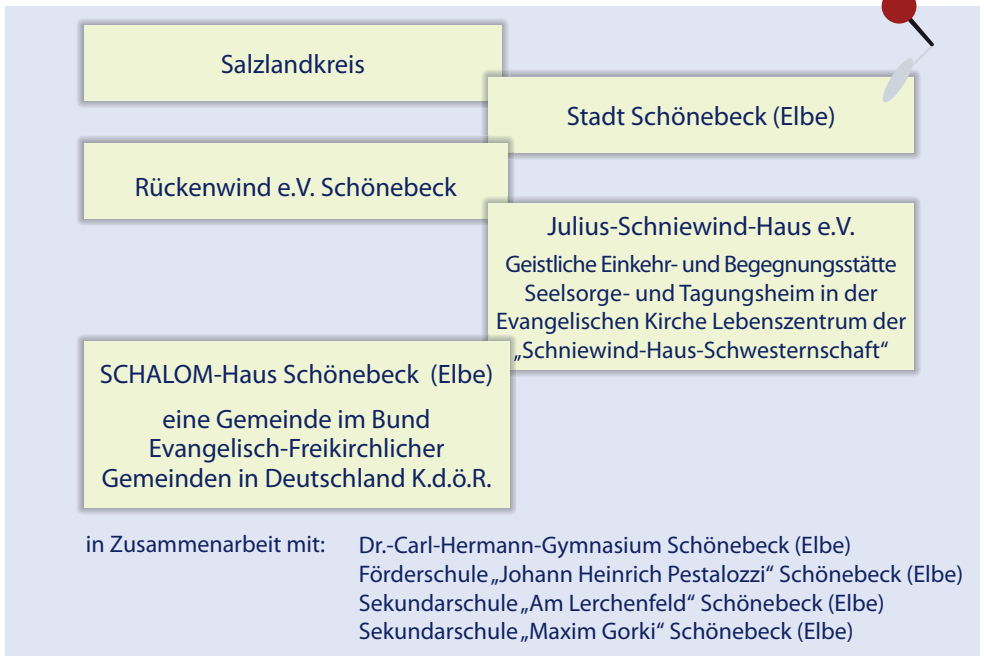 Salzlandkreis
Stadt Schönebeck (Elbe)
Rückenwind e.V. Schönebeck
Julius-Schniewind-Haus e.V.
Geistliche Einkehr- und Begegnungsstätte
Seelsorge- und Tagungsheim in der
Evangelischen Kirche Lebenszentrum der
„Schniewind-Haus-Schwesternschaft“
SCHALOM-Haus Schönebeck (Elbe)
eine Gemeinde im Bund
Evangelisch-Freikirchlicher
Gemeinden in Deutschland K.d.ö.R.
in Zusammenarbeit mit: Dr.-Carl-Hermann-Gymnasium Schönebeck (Elbe)
Förderschule „Johann Heinrich Pestalozzi“ Schönebeck (Elbe)
Sekundarschule „Am Lerchenfeld“ Schönebeck (Elbe)
Sekundarschule „Maxim Gorki“ Schönebeck (Elbe)